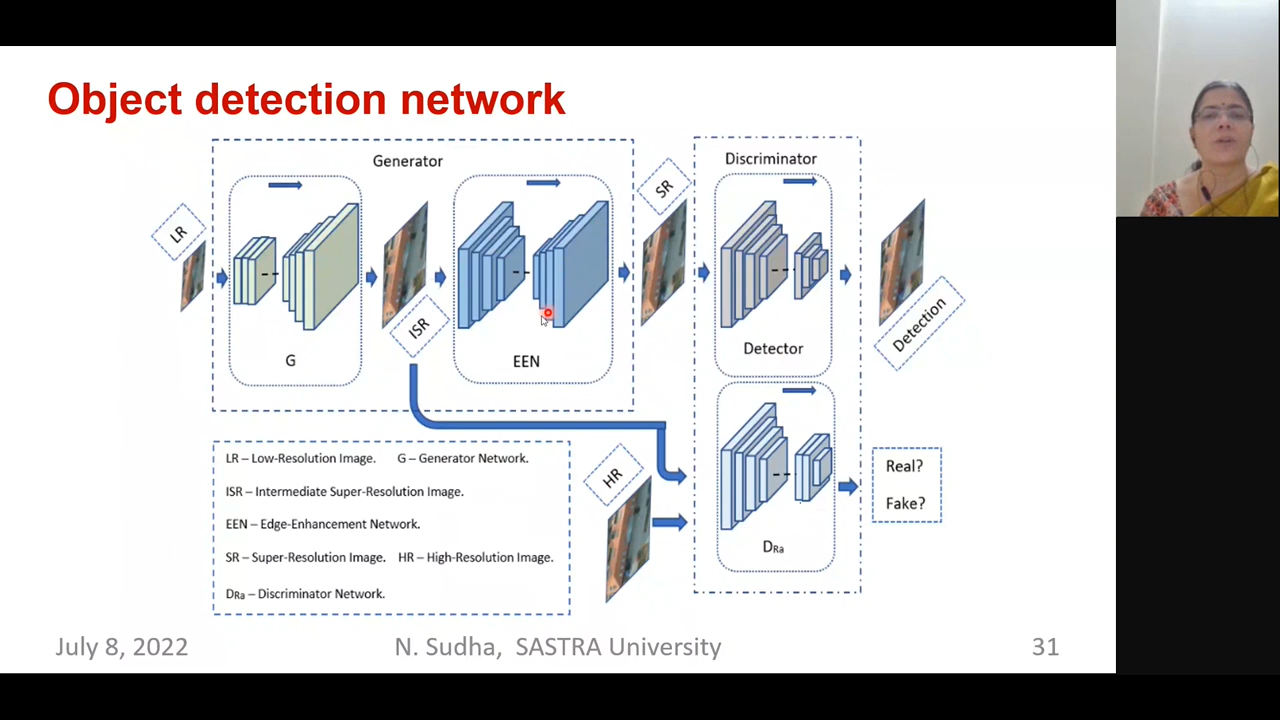 Object detection network
Generator
Discriminator
LR
SR
ISR
G
EEN
Detector
Detection
HR
Real?
Fake?
DRa
LR – Low-Resolution Image. G – Generator Network.
ISR – Intermediate Super-Resolution Image.
EEN – Edge-Enhancement Network.
SR – Super-Resolution Image. HR – High-Resolution Image.
DRa – Discriminator Network.
July 8, 2022
N. Sudha, SASTRA University
31